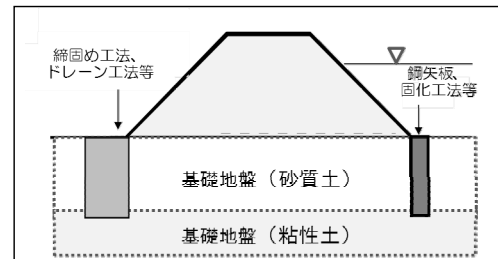 締固め工法、
ドレーン工法等
鋼矢板、
固化工法等
基礎地盤（砂質土）
基礎地盤（粘性土）